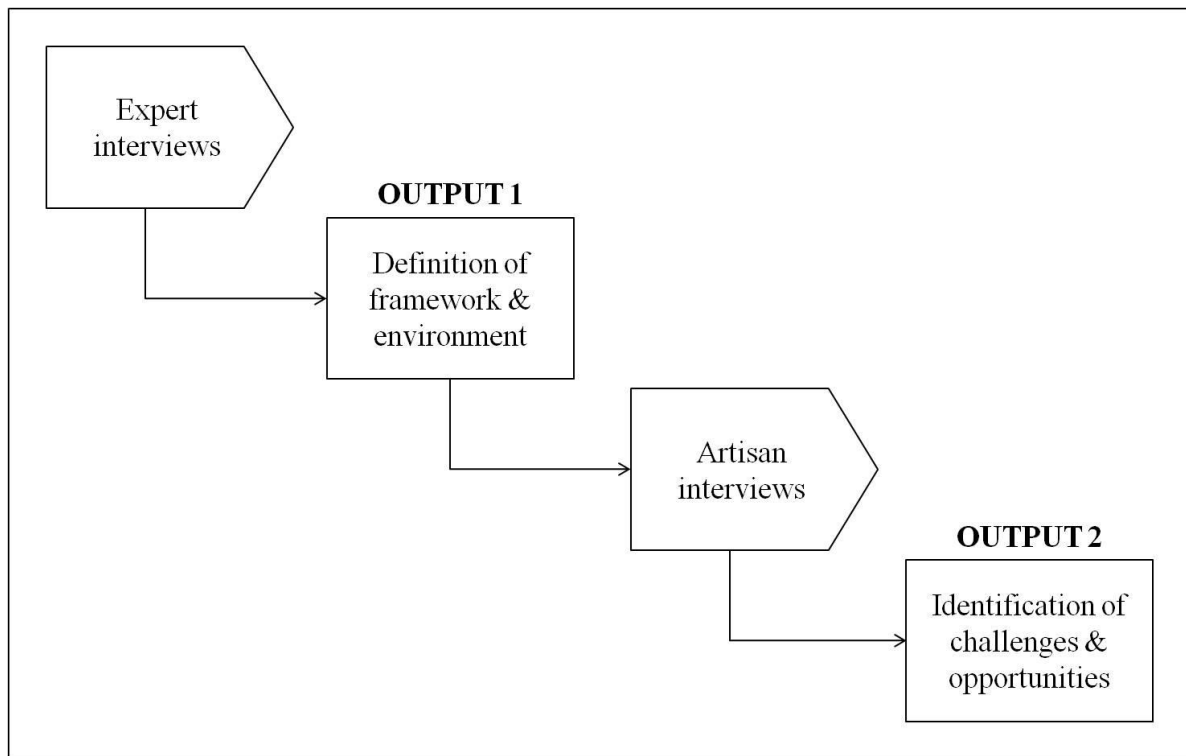 Expert
interviews
OUTPUT 1
Definition of
framework &
environment
Artisan
interviews
OUTPUT 2
Identification of
challenges &
opportunities